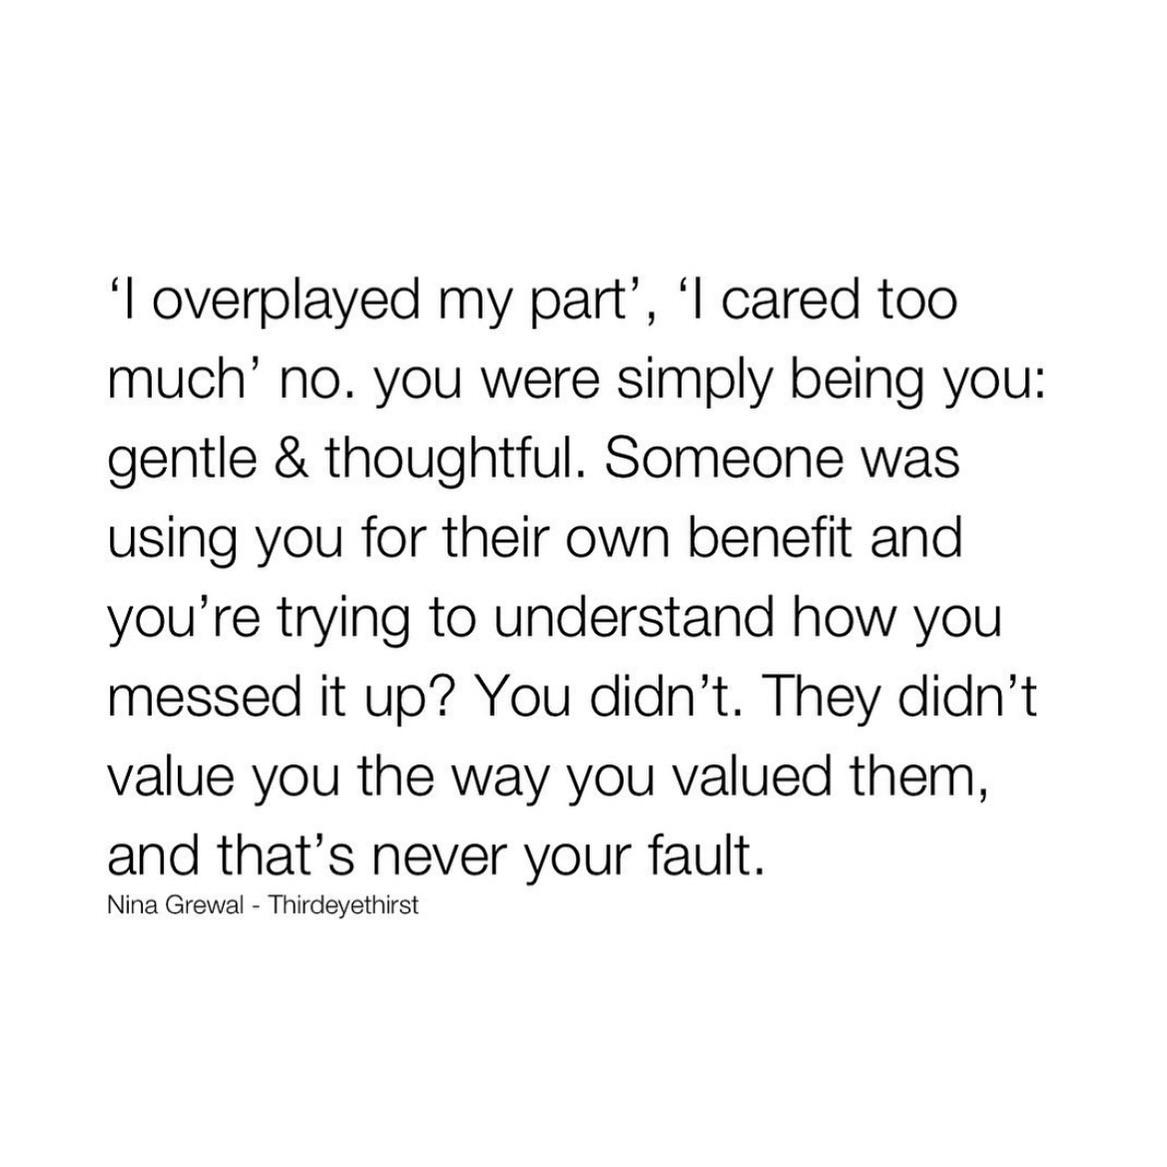 ‘I overplayed my part’, ‘I cared too
much’ no. you were simply being you:
gentle & thoughtful. Someone was
using you for their own benefit and
you’re trying to understand how you
messed it up? You didn’t. They didn’t
value you the way you valued them,
and that’s never your fault.
Nina Grewal - Thirdeyethirst